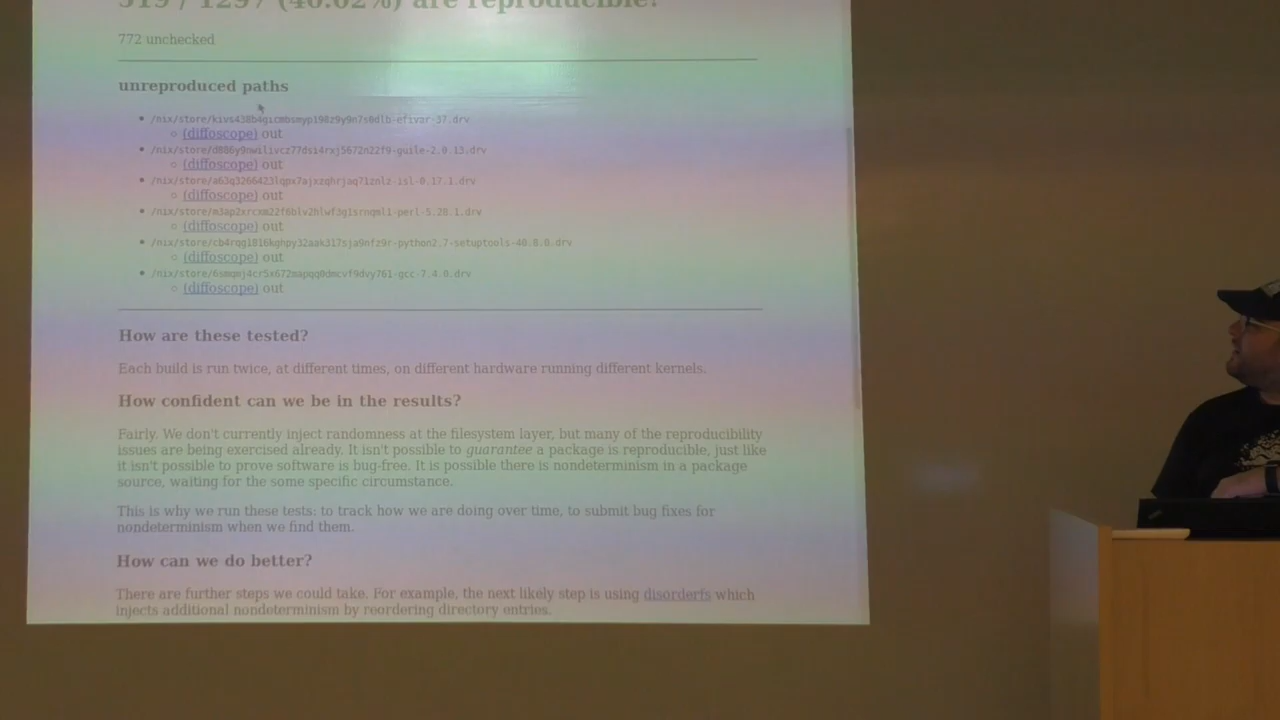 519 / 1297 (40.02%) are reproducible!
772 unchecked
unreproduced paths
(diffoscope) out
(diffoscope) out
(diffoscope) out
(diffoscope) out
(diffoscope) out
(diffoscope) out
How are these tested?
Each build is run twice, at different times, on different hardware running different kernels.
How confident can we be in the results?
Fairly. We don't currently inject randomness at the filesystem layer, but many of the reproducibility
issues are being exercised already. It isn't possible to guarantee a package is reproducible, just like
it isn't possible to prove software is bug-free. It is possible there is nondeterminism in a package
source, waiting for the some specific circumstance.
This is why we run these tests: to track how we are doing over time, to submit bug fixes for
nondeterminism when we find them.
How can we do better?
There are further steps we could take. For example, the next likely step is using disorderfs which
injects additional nondeterminism by reordering directory entries.